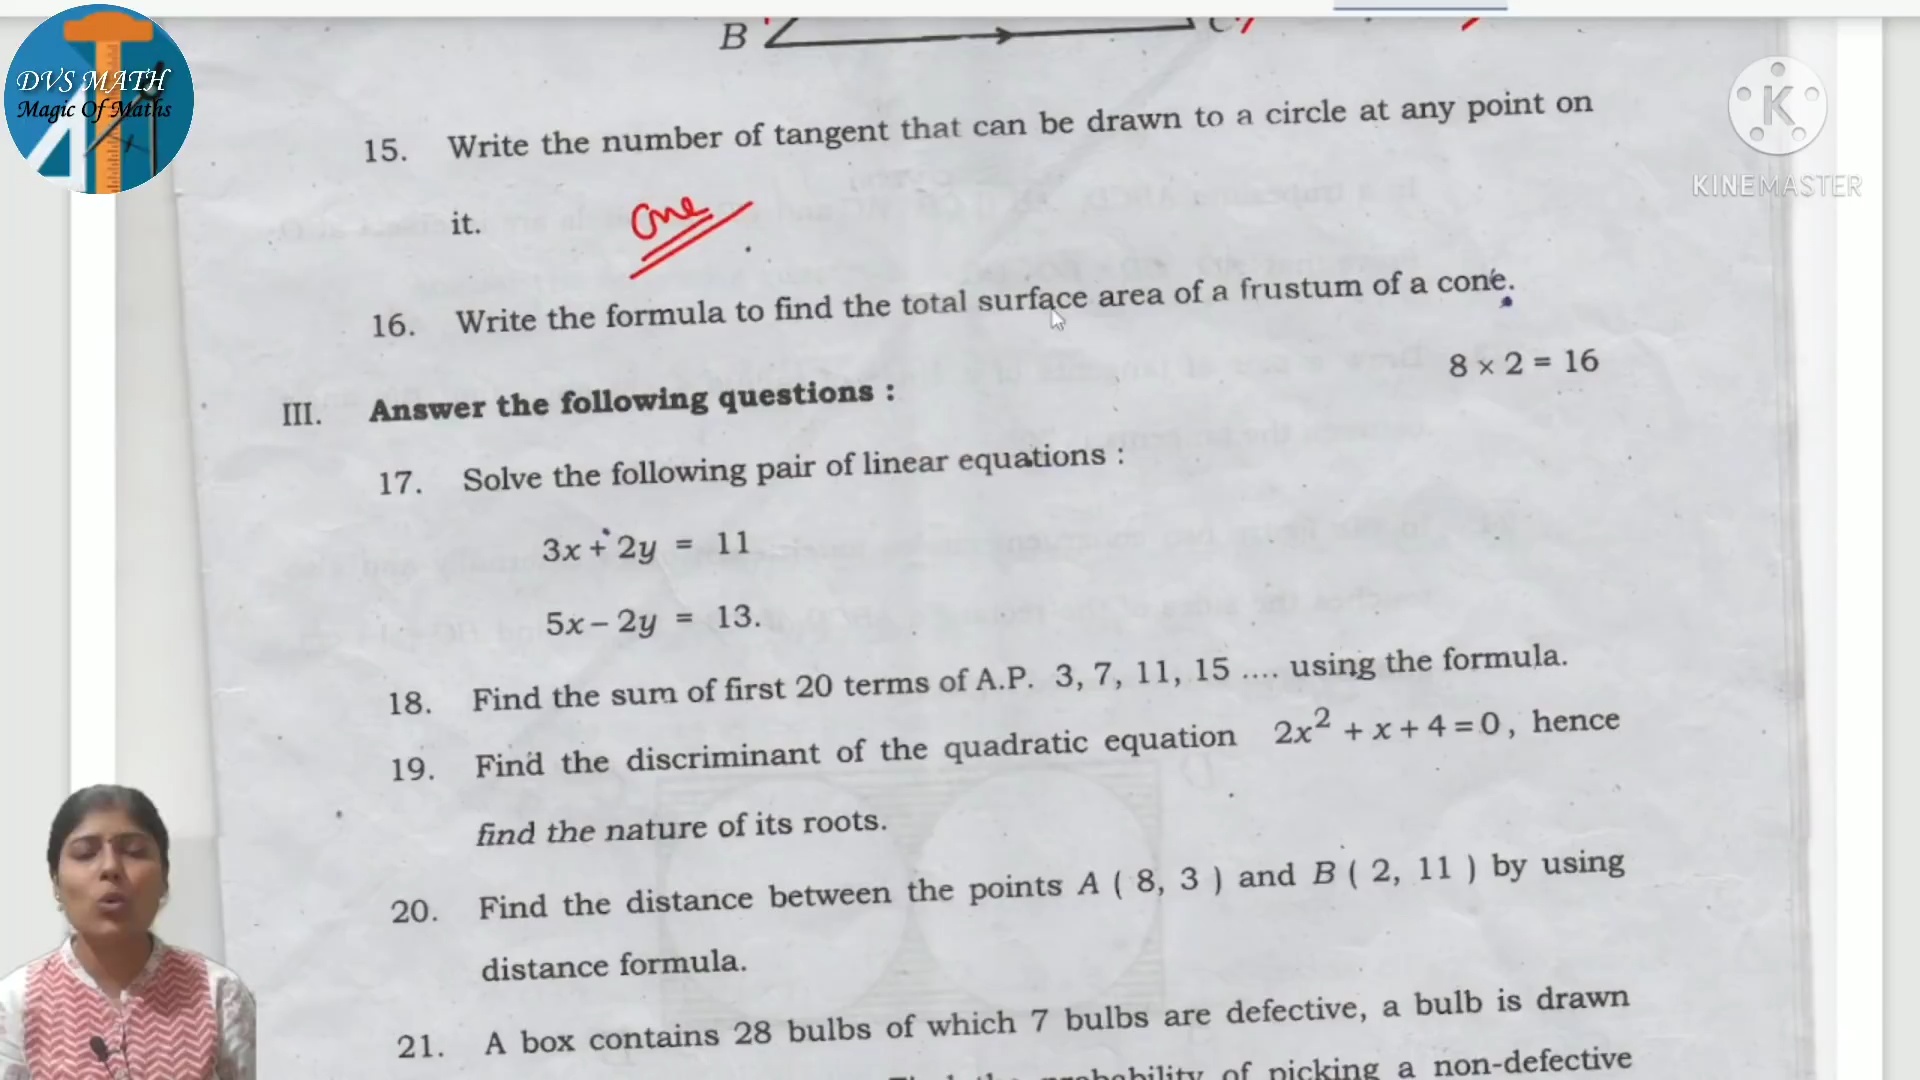 DVS MATH
Magic Of Maths
B
15. Write the number of tangent that can be drawn to a circle at any point on
it.
One
16. Write the formula to find the total surface area of a frustum of a cone.
8 × 2 = 16
III. Answer the following questions :
17. Solve the following pair of linear equations :
3x + 2y = 11
5x – 2y = 13.
18. Find the sum of first 20 terms of A.P. 3, 7, 11, 15 .... using the formula.
19. Find the discriminant of the quadratic equation 2x² + x + 4 = 0, hence
find the nature of its roots.
20. Find the distance between the points A ( 8, 3 ) and B ( 2, 11 ) by using
distance formula.
21. A box contains 28 bulbs of which 7 bulbs are defective, a bulb is drawn
probability of picking a non-defective
K
KINEMASTER